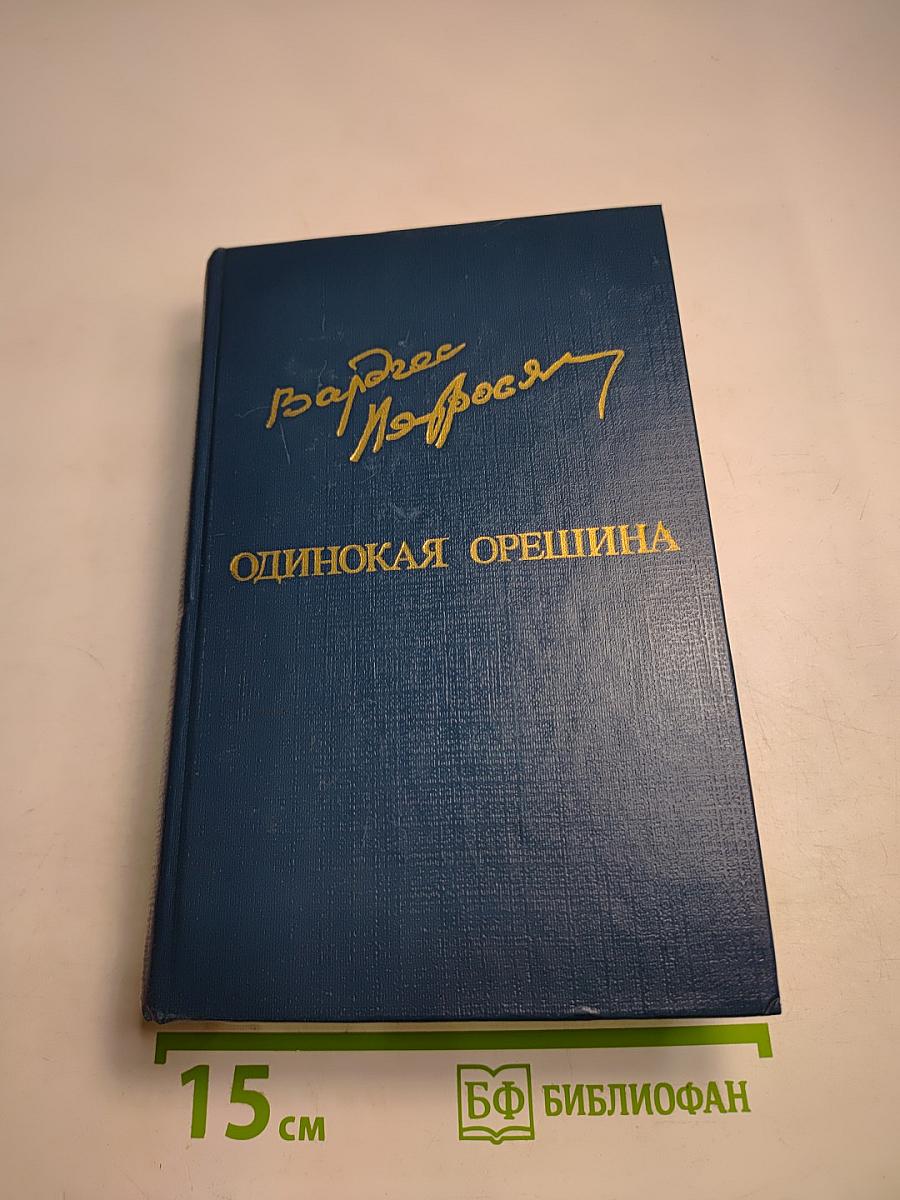 Вардгес
Петросян
ОДИНОКАЯ ОРЕШИНА
15 см
БФ БИБЛИОФАН